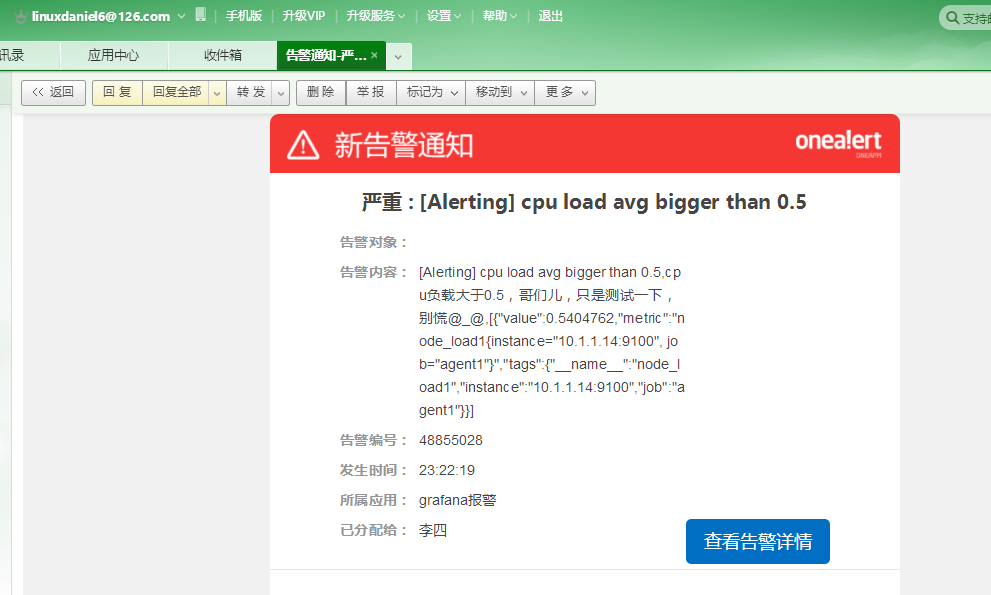 linuxdaniel6@126.com 手机版 升级VIP 升级服务 设置 帮助 退出 支持
讯录 应用中心 收件箱 告警通知-严...
<< 返回 回 复 回复全部 转 发 删 除 举 报 标记为 移动到 更 多
新告警通知
onealert
ONEAPM
严重 : [Alerting] cpu load avg bigger than 0.5
告警对象：
告警内容： [Alerting] cpu load avg bigger than 0.5,cp
u负载大于0.5，哥们儿，只是测试一下，
别慌@_@,[{"value":0.5404762,"metric":"n
ode_load1{instance="10.1.1.14:9100", jo
b="agent1"}","tags":{"__name__":"node_l
oad1","instance":"10.1.1.14:9100","job":"a
gent1"}}]
告警编号： 48855028
发生时间： 23:22:19
所属应用： grafana报警
已分配给： 李四
查看告警详情